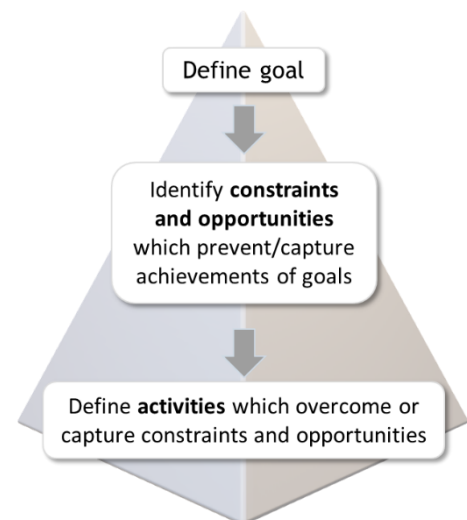 Define goal
Identify constraints
and opportunities
which prevent/capture
achievements of goals
Define activities which overcome or
capture constraints and opportunities